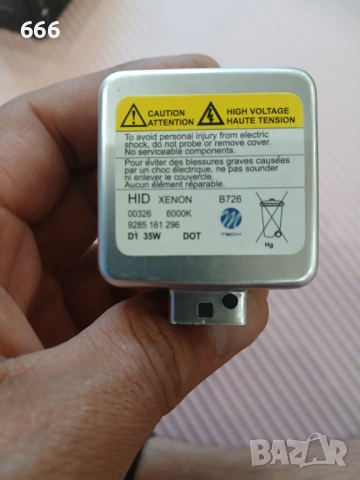 666
CAUTION
ATTENTION
HIGH VOLTAGE
HAUTE TENSION
To avoid personal injury from electric
shock, do not probe or remove cover.
No serviceable components.
Pour éviter des blessures graves causées
par un choc électrique, ne pas sounder
ni enlever le couvercle.
Aucun élément réparable.
HID XENON B726
00326 6000K
9285 161 296
D1 35W DOT
M TECH
Hg
BAZAR